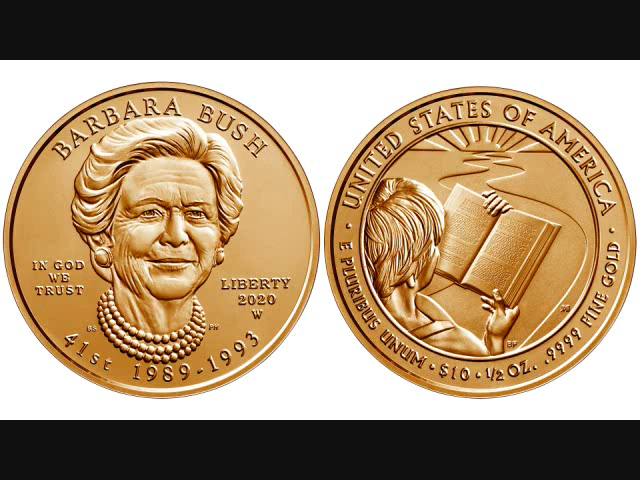 BARBARA BUSH
IN GOD
WE
TRUST
LIBERTY
2020
W
41st 1989-1993
UNITED STATES OF AMERICA
· E PLURIBUS UNUM · $10 · 1/2 OZ. .9999 FINE GOLD ·